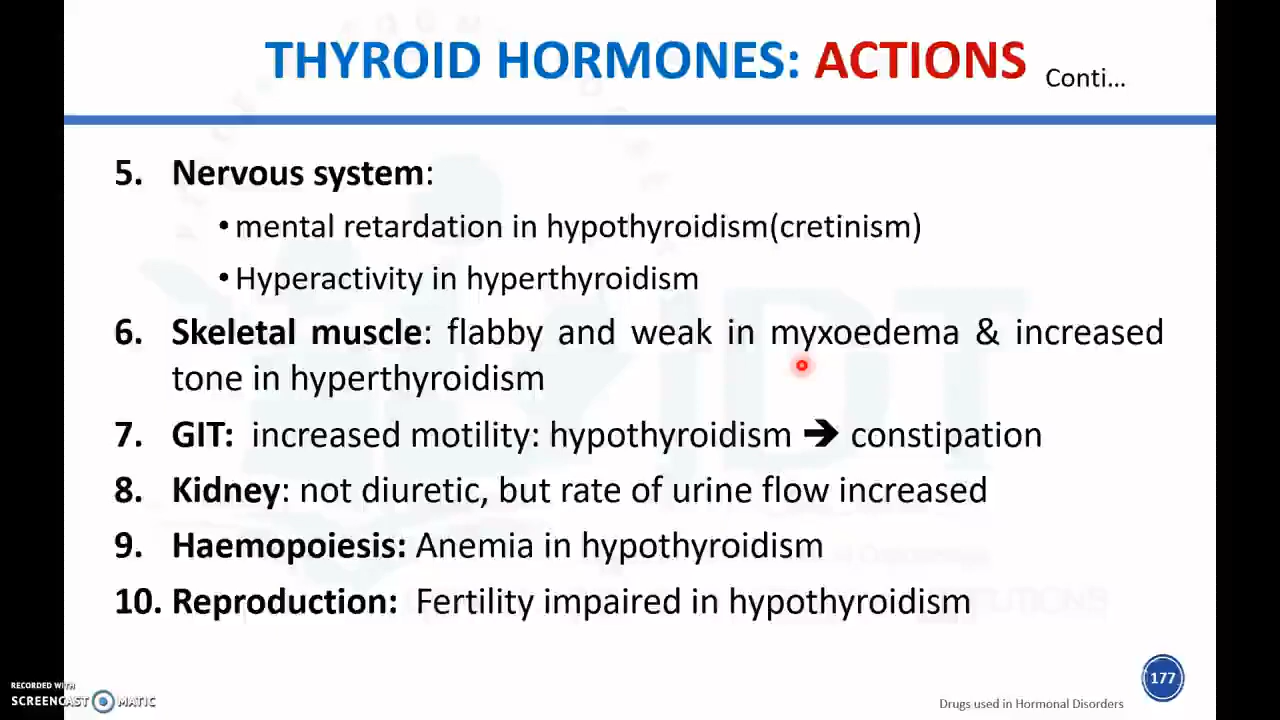 THYROID HORMONES: ACTIONS Conti...
5. Nervous system:
•mental retardation in hypothyroidism(cretinism)
•Hyperactivity in hyperthyroidism
6. Skeletal muscle: flabby and weak in myxoedema & increased
tone in hyperthyroidism
7. GIT: increased motility: hypothyroidism ➔ constipation
8. Kidney: not diuretic, but rate of urine flow increased
9. Haemopoiesis: Anemia in hypothyroidism
10. Reproduction: Fertility impaired in hypothyroidism
177
Drugs used in Hormonal Disorders
RECORDED WITH
SCREENCAST MATIC